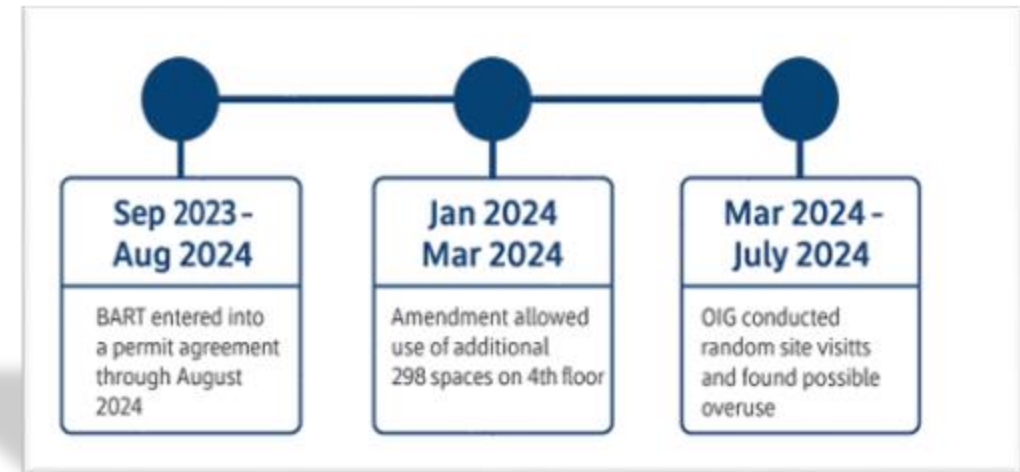 Sep 2023 –
Aug 2024
BART entered into
a permit agreement
through August
2024
Jan 2024
Mar 2024
Amendment allowed
use of additional
298 spaces on 4th floor
Mar 2024 –
July 2024
OIG conducted
random site visitts
and found possible
overuse